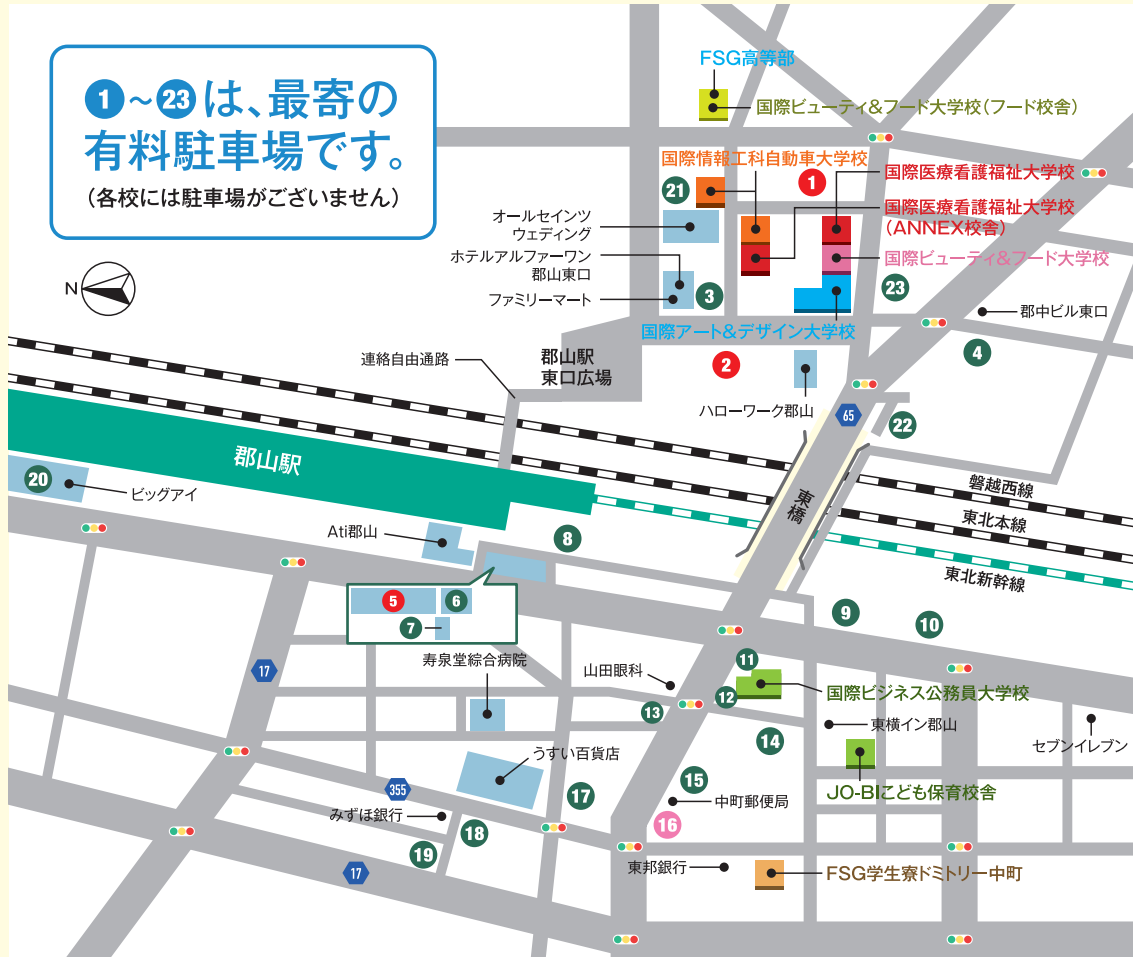 1～23は、最寄の
有料駐車場です。
（各校には駐車場がございません）
N
FSG高等部
国際ビューティ&フード大学校（フード校舎）
国際情報工科自動車大学校
21
1
国際医療看護福祉大学校
国際医療看護福祉大学校
（ANNEX校舎）
オールセインツ
ウェディング
ホテルアルファーワン
郡山東口
ファミリーマート
3
国際ビューティ&フード大学校
23
国際アート&デザイン大学校
郡中ビル東口
4
連絡自由通路
郡山駅
東口広場
2
ハローワーク郡山
65
22
郡山駅
20
ビッグアイ
東橋
磐越西線
東北本線
東北新幹線
Ati郡山
8
5
6
7
9
10
寿泉堂綜合病院
17
山田眼科
11
12
13
国際ビジネス公務員大学校
14
東横イン郡山
セブンイレブン
うすい百貨店
355
みずほ銀行
17
15
中町郵便局
16
JO-BIこども保育校舎
18
19
17
東邦銀行
FSG学生寮ドミトリー中町